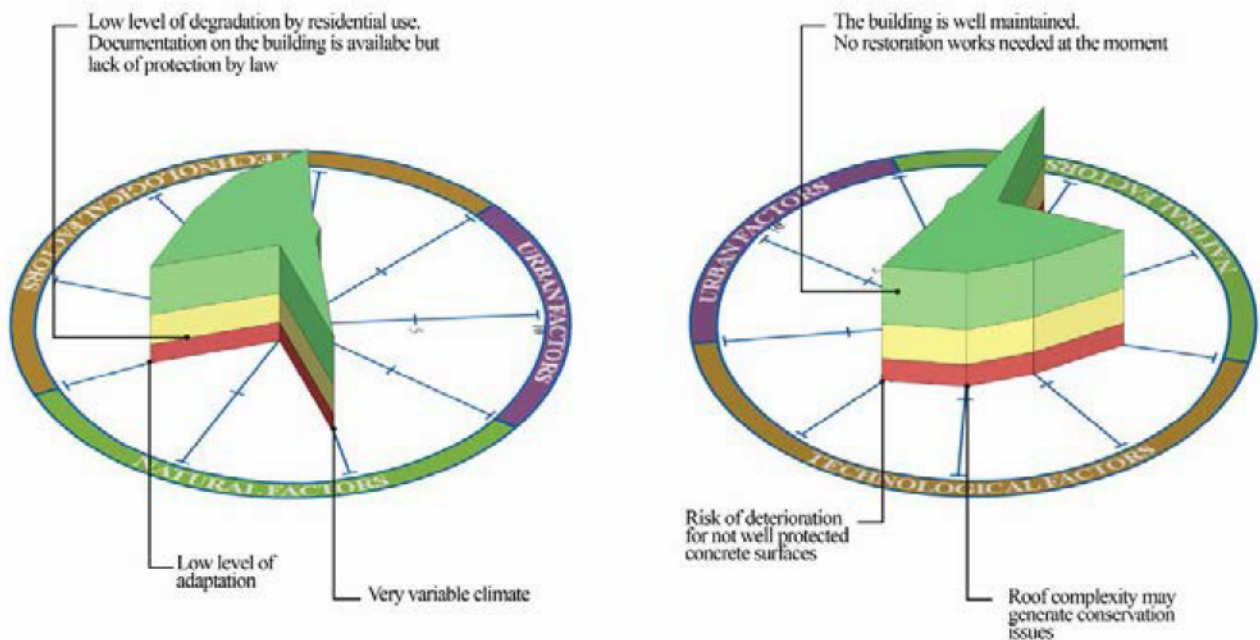 Low level of degradation by residential use.
Documentation on the building is availabe but
lack of protection by law
TECHNOLOGICAL FACTORS
URBAN FACTORS
5
10
NATURAL FACTORS
Low level of
adaptation
Very variable climate
The building is well maintained.
No restoration works needed at the moment
URBAN FACTORS
NATURAL FACTORS
10
TECHNOLOGICAL FACTORS
Risk of deterioration
for not well protected
concrete surfaces
Roof complexity may
generate conservation
issues